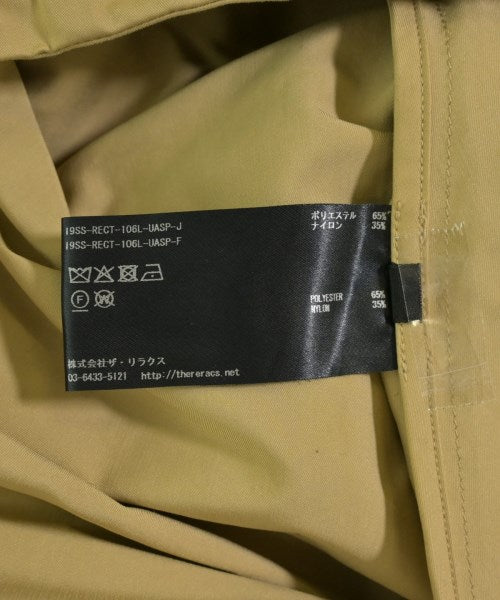 19SS-RECT-106L-UASP-J
19SS-RECT-106L-UASP-F
ポリエステル 65%
ナイロン 35%
F W
POLYESTER 65%
NYLON 35%
株式会社ザ・リラクス
03-6433-5121 http://thereracs.net